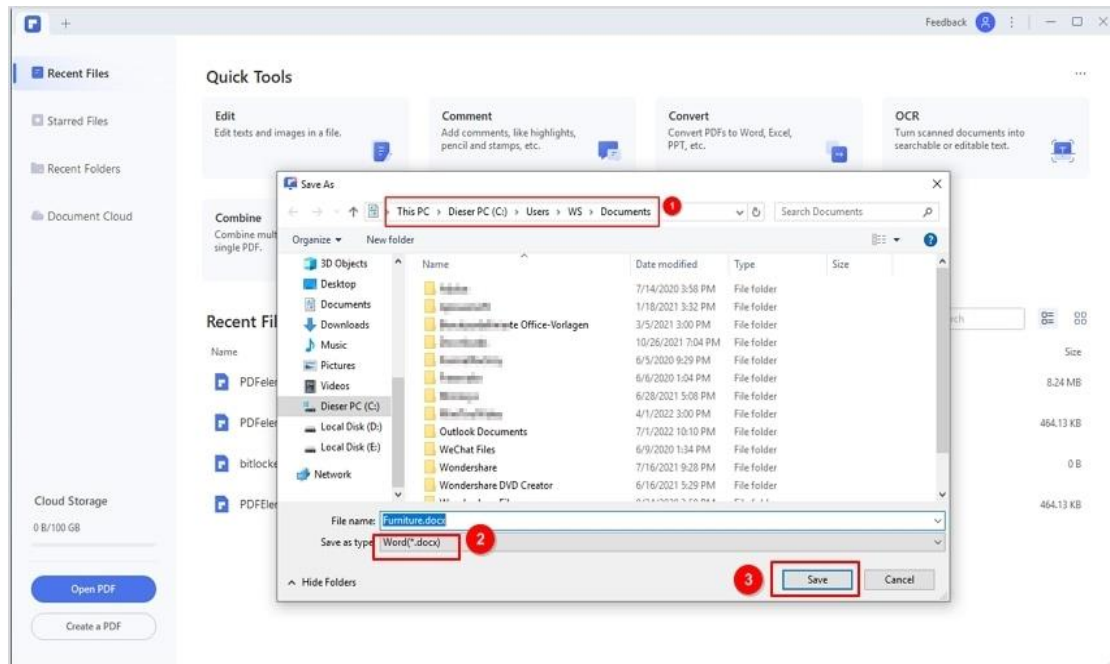 Feedback
Recent Files
Starred Files
Recent Folders
Document Cloud
Cloud Storage
0 B/100 GB
Open PDF
Create a PDF
Quick Tools
Edit
Edit texts and images in a file.
Comment
Add comments, like highlights,
pencil and stamps, etc.
Convert
Convert PDFs to Word, Excel,
PPT, etc.
OCR
Turn scanned documents into
searchable or editable text.
Combine
Combine mult
single PDF.
Recent Fil
Name
Size
PDFeler
8.24 MB
PDFeler
464.13 KB
bitlocke
0 B
PDFEler
464.13 KB
Save As
This PC > Dieser PC (C:) > Users > WS > Documents
1
Search Documents
Organize
New folder
3D Objects
Desktop
Documents
Downloads
Music
Pictures
Videos
Dieser PC (C:)
Local Disk (D:)
Local Disk (E:)
Network
Name Date modified Type Size
7/14/2020 3:58 PM File folder
1/18/2021 3:32 PM File folder
te Office-Vorlagen 3/5/2021 3:00 PM File folder
10/26/2021 7:04 PM File folder
6/5/2020 9:29 PM File folder
6/6/2020 1:04 PM File folder
6/28/2021 5:08 PM File folder
4/1/2022 3:00 PM File folder
Outlook Documents 7/1/2022 10:10 PM File folder
WeChat Files 6/9/2020 1:34 PM File folder
Wondershare 7/16/2021 9:28 PM File folder
Wondershare DVD Creator 6/16/2021 5:29 PM File folder
File name: Furniture.docx
Save as type Word(*.docx)
2
Hide Folders
3
Save
Cancel